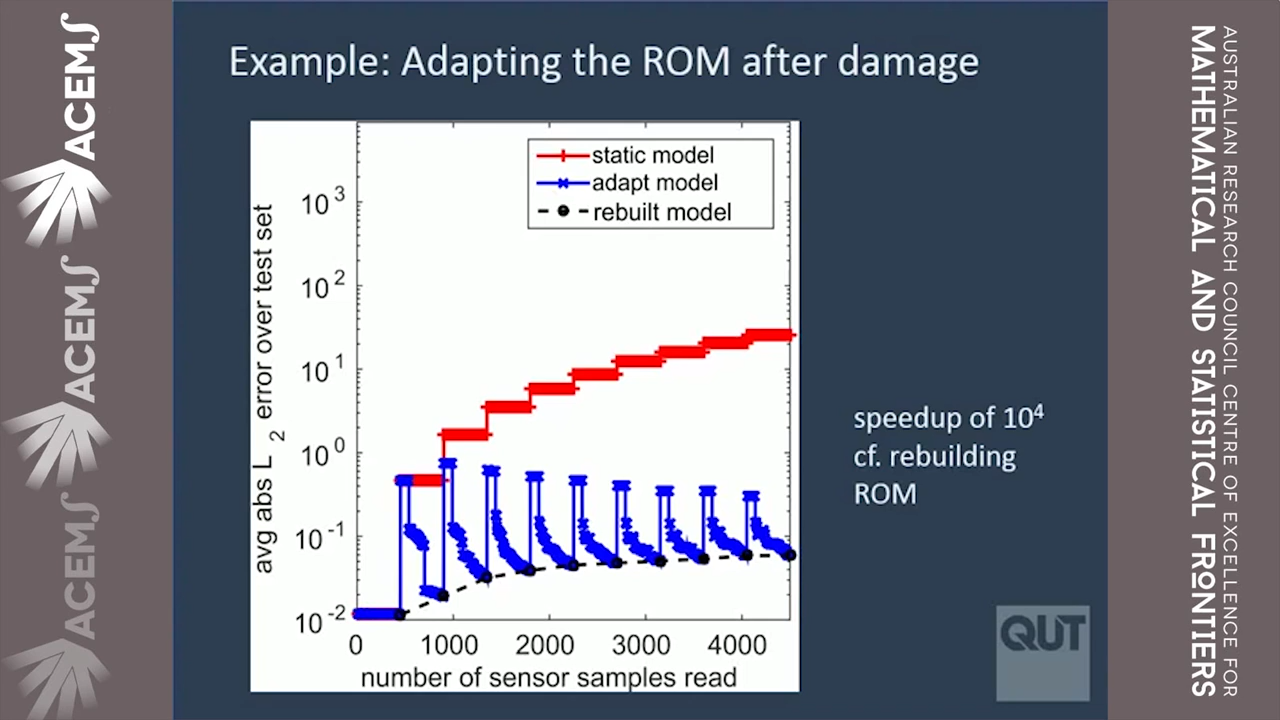 Example: Adapting the ROM after damage
static model
adapt model
rebuilt model
avg abs L2 error over test set
10^3
10^2
10^1
10^0
10^-1
10^-2
0 1000 2000 3000 4000
number of sensor samples read
speedup of 10^4
cf. rebuilding
ROM
QUT
ACEMS
ACEMS
ACEMS
AUSTRALIAN RESEARCH COUNCIL CENTRE OF EXCELLENCE FOR
MATHEMATICAL AND STATISTICAL FRONTIERS